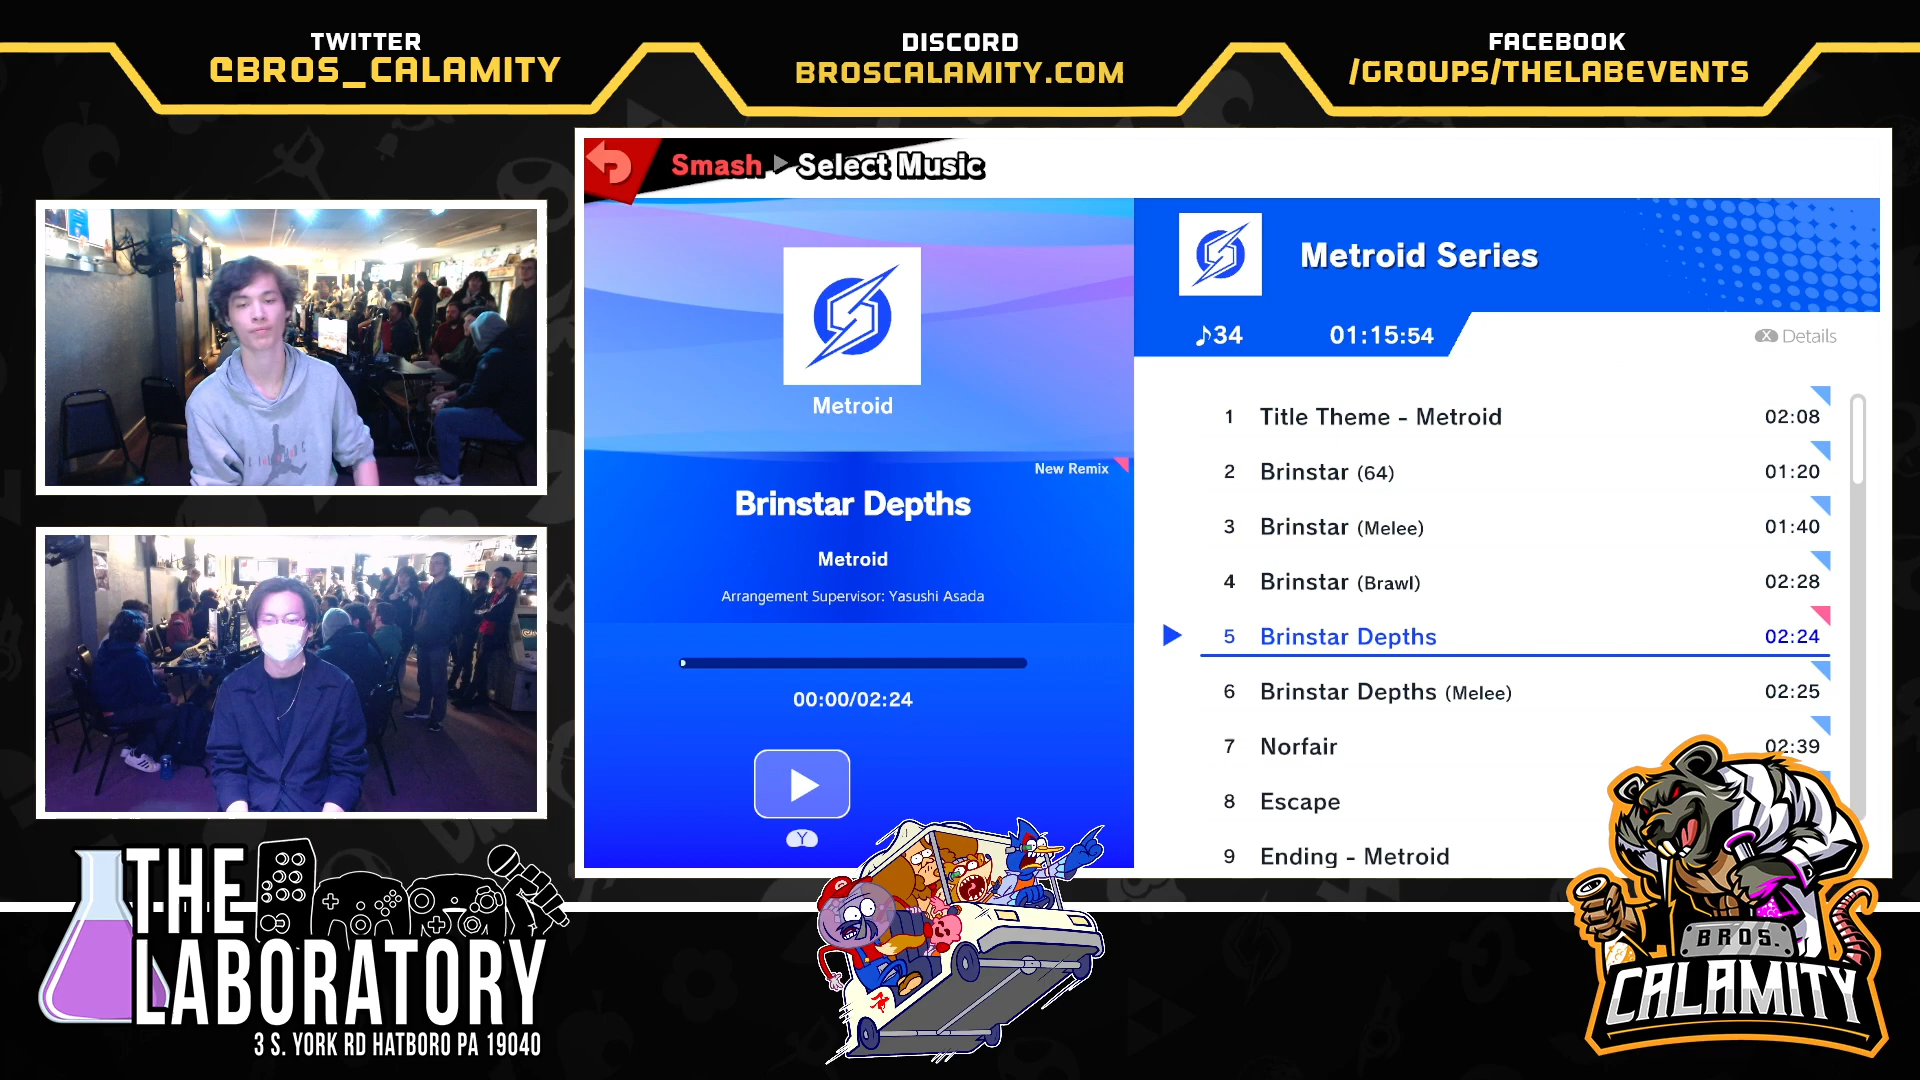 TWITTER
@BROS_CALAMITY
DISCORD
BROSCALAMITY.COM
FACEBOOK
/GROUPS/THELABEVENTS
Smash ▶ Select Music
Metroid
New Remix
Brinstar Depths
Metroid
Arrangement Supervisor: Yasushi Asada
00:00/02:24
Y
Metroid Series
♪34 01:15:54
X Details
1 Title Theme - Metroid 02:08
2 Brinstar (64) 01:20
3 Brinstar (Melee) 01:40
4 Brinstar (Brawl) 02:28
5 Brinstar Depths 02:24
6 Brinstar Depths (Melee) 02:25
7 Norfair 02:39
8 Escape
9 Ending - Metroid
THE
LABORATORY
3 S. YORK RD HATBORO PA 19040
BROS.
CALAMITY